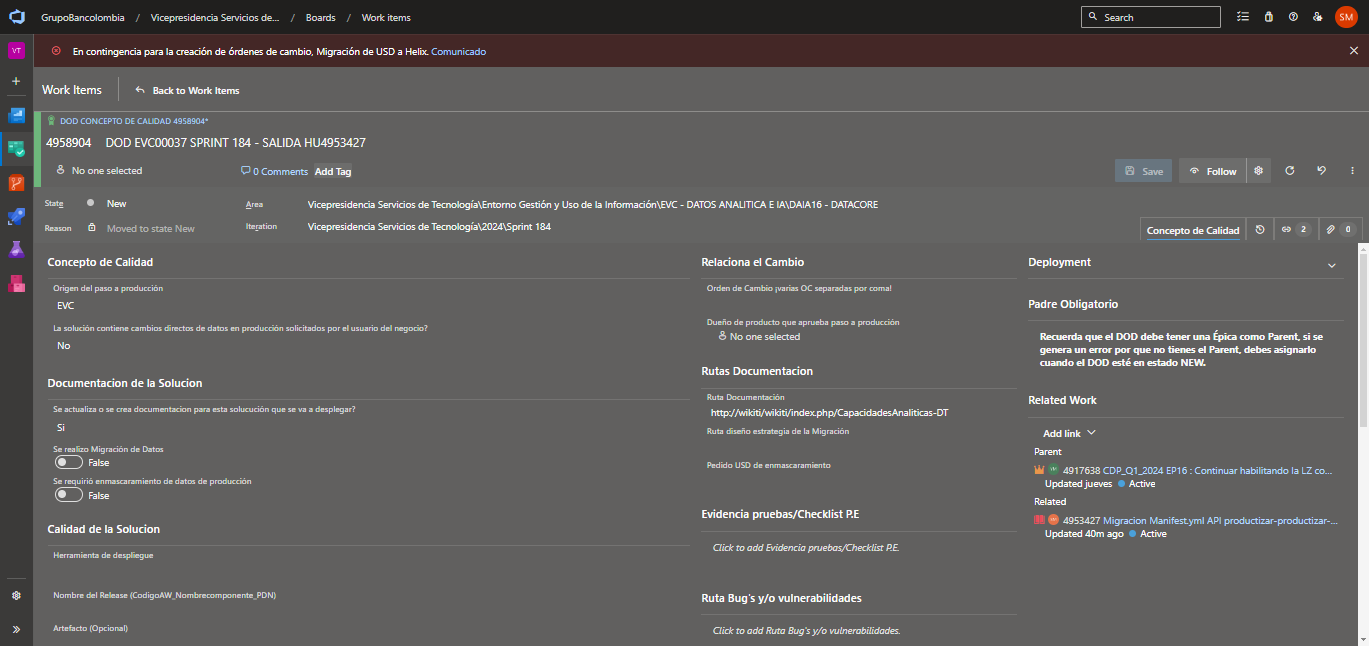 GrupoBancolombia / Vicepresidencia Servicios de... / Boards / Work items
Search
SM
VT
En contingencia para la creación de órdenes de cambio, Migración de USD a Helix. Comunicado
Work Items
Back to Work Items
DOD CONCEPTO DE CALIDAD 4958904*
4958904 DOD EVC00037 SPRINT 184 - SALIDA HU4953427
No one selected
0 Comments
Add Tag
Save
Follow
State
New
Area
Vicepresidencia Servicios de Tecnología\Entorno Gestión y Uso de la Información\EVC - DATOS ANALITICA E IA\DAIA16 - DATACORE
Reason
Moved to state New
Iteration
Vicepresidencia Servicios de Tecnología\2024\Sprint 184
Concepto de Calidad
2
0
Concepto de Calidad
Origen del paso a producción
EVC
La solución contiene cambios directos de datos en producción solicitados por el usuario del negocio?
No
Documentacion de la Solucion
Se actualiza o se crea documentacion para esta solucución que se va a desplegar?
Si
Se realizo Migración de Datos
False
Se requirió enmascaramiento de datos de producción
False
Calidad de la Solucion
Herramienta de despliegue
Nombre del Release (CodigoAW_Nombrecomponente_PDN)
Artefacto (Opcional)
Relaciona el Cambio
Orden de Cambio ¡varias OC separadas por coma!
Dueño de producto que aprueba paso a producción
No one selected
Rutas Documentacion
Ruta Documentación
http://wikiti/wikiti/index.php/CapacidadesAnaliticas-DT
Ruta diseño estrategia de la Migración
Pedido USD de enmascaramiento
Evidencia pruebas/Checklist P.E
Click to add Evidencia pruebas/Checklist P.E.
Ruta Bug's y/o vulnerabilidades
Click to add Ruta Bug's y/o vulnerabilidades.
Deployment
Padre Obligatorio
Recuerda que el DOD debe tener una Épica como Parent, si se
genera un error por que no tienes el Parent, debes asignarlo
cuando el DOD esté en estado NEW.
Related Work
Add link
Parent
4917638 CDP_Q1_2024 EP16 : Continuar habilitando la LZ co...
Updated jueves Active
Related
4953427 Migracion Manifest.yml API productizar-productizar-...
Updated 40m ago Active